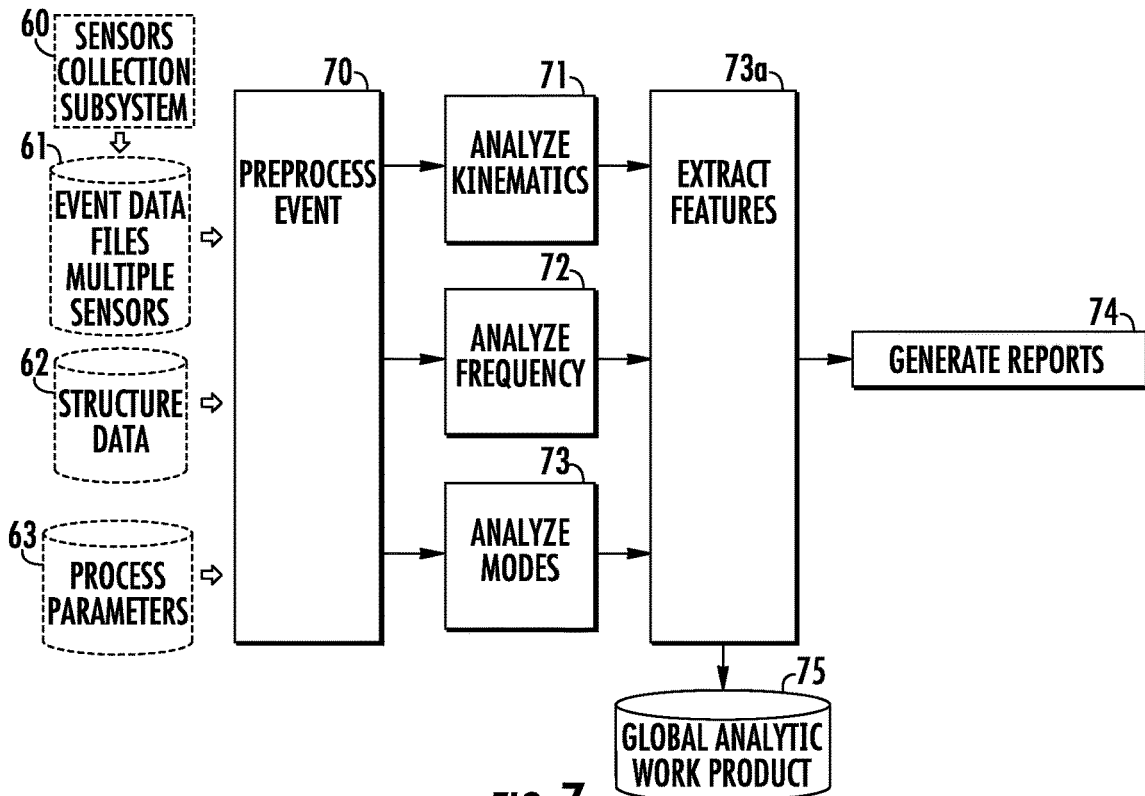 60
SENSORS
COLLECTION
SUBSYSTEM
61
EVENT DATA
FILES
MULTIPLE
SENSORS
62
STRUCTURE
DATA
63
PROCESS
PARAMETERS
70
PREPROCESS
EVENT
71
ANALYZE
KINEMATICS
72
ANALYZE
FREQUENCY
73
ANALYZE
MODES
73a
EXTRACT
FEATURES
74
GENERATE REPORTS
75
GLOBAL ANALYTIC
WORK PRODUCT